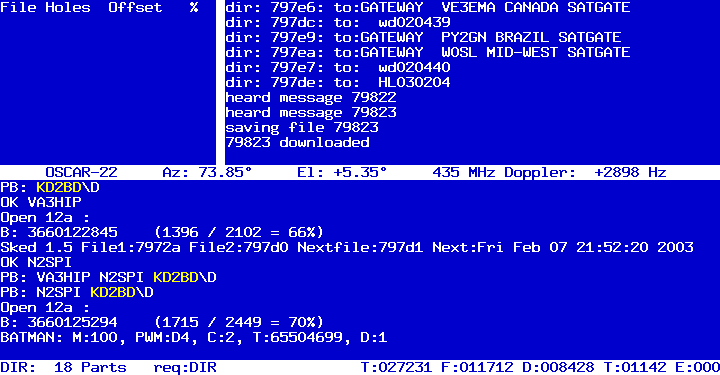 File Holes  Offset   %
dir: 797e6: to:GATEWAY  VE3EMA CANADA SATGATE
dir: 797dc: to:  wd020439
dir: 797e9: to:GATEWAY  PY2GN BRAZIL SATGATE
dir: 797ea: to:GATEWAY  WOSL MID-WEST SATGATE
dir: 797e7: to:  wd020440
dir: 797de: to:  HL030204
heard message 79822
heard message 79823
saving file 79823
79823 downloaded
OSCAR-22     Az: 73.85°     El: +5.35°     435 MHz Doppler:  +2898 Hz
PB: KD2BD\D
OK VA3HIP
Open 12a :
B: 3660122845    (1396 / 2102 = 66%)
Sked 1.5 File1:7972a File2:797d0 Nextfile:797d1 Next:Fri Feb 07 21:52:20 2003
OK N2SPI
PB: VA3HIP N2SPI KD2BD\D
PB: N2SPI KD2BD\D
Open 12a :
B: 3660125294    (1715 / 2449 = 70%)
BATMAN: M:100, PWM:D4, C:2, T:65504699, D:1
DIR:  18 Parts   req:DIR                T:027231 F:011712 D:008428 T:01142 E:000